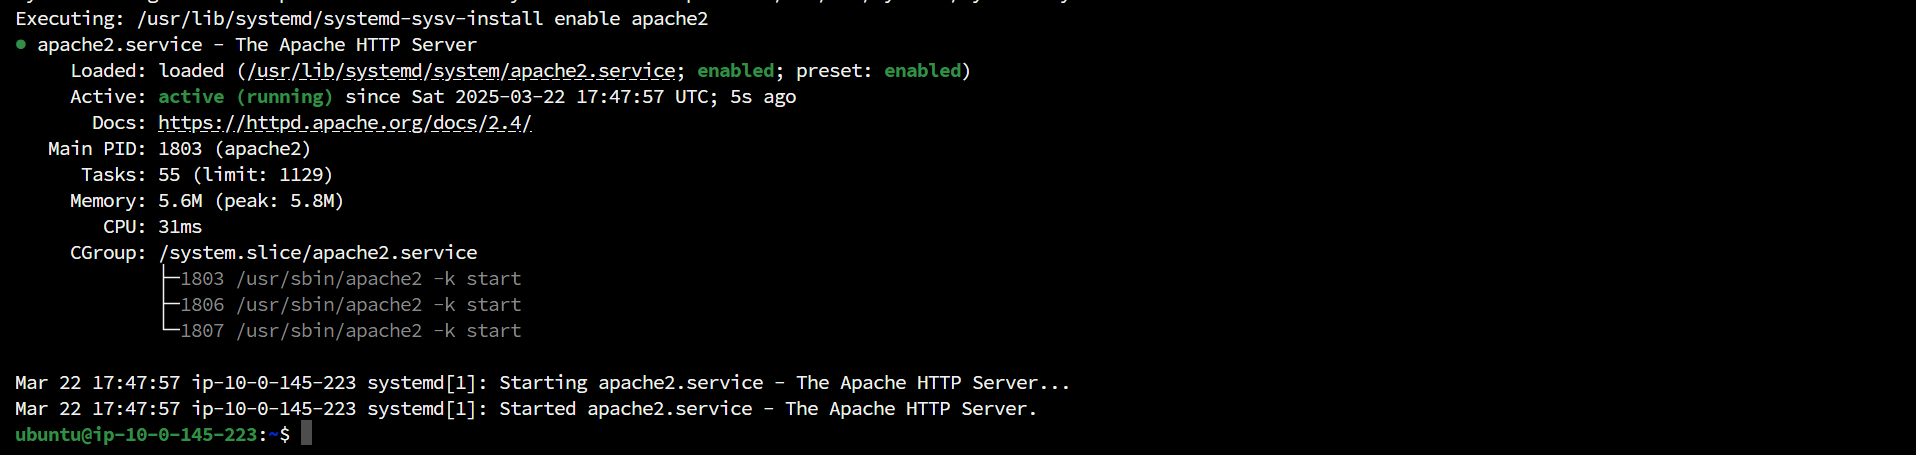 Executing: /usr/lib/systemd/systemd-sysv-install enable apache2
● apache2.service - The Apache HTTP Server
     Loaded: loaded (/usr/lib/systemd/system/apache2.service; enabled; preset: enabled)
     Active: active (running) since Sat 2025-03-22 17:47:57 UTC; 5s ago
       Docs: https://httpd.apache.org/docs/2.4/
   Main PID: 1803 (apache2)
      Tasks: 55 (limit: 1129)
     Memory: 5.6M (peak: 5.8M)
        CPU: 31ms
     CGroup: /system.slice/apache2.service
             ├─1803 /usr/sbin/apache2 -k start
             ├─1806 /usr/sbin/apache2 -k start
             └─1807 /usr/sbin/apache2 -k start

Mar 22 17:47:57 ip-10-0-145-223 systemd[1]: Starting apache2.service - The Apache HTTP Server...
Mar 22 17:47:57 ip-10-0-145-223 systemd[1]: Started apache2.service - The Apache HTTP Server.
ubuntu@ip-10-0-145-223:~$